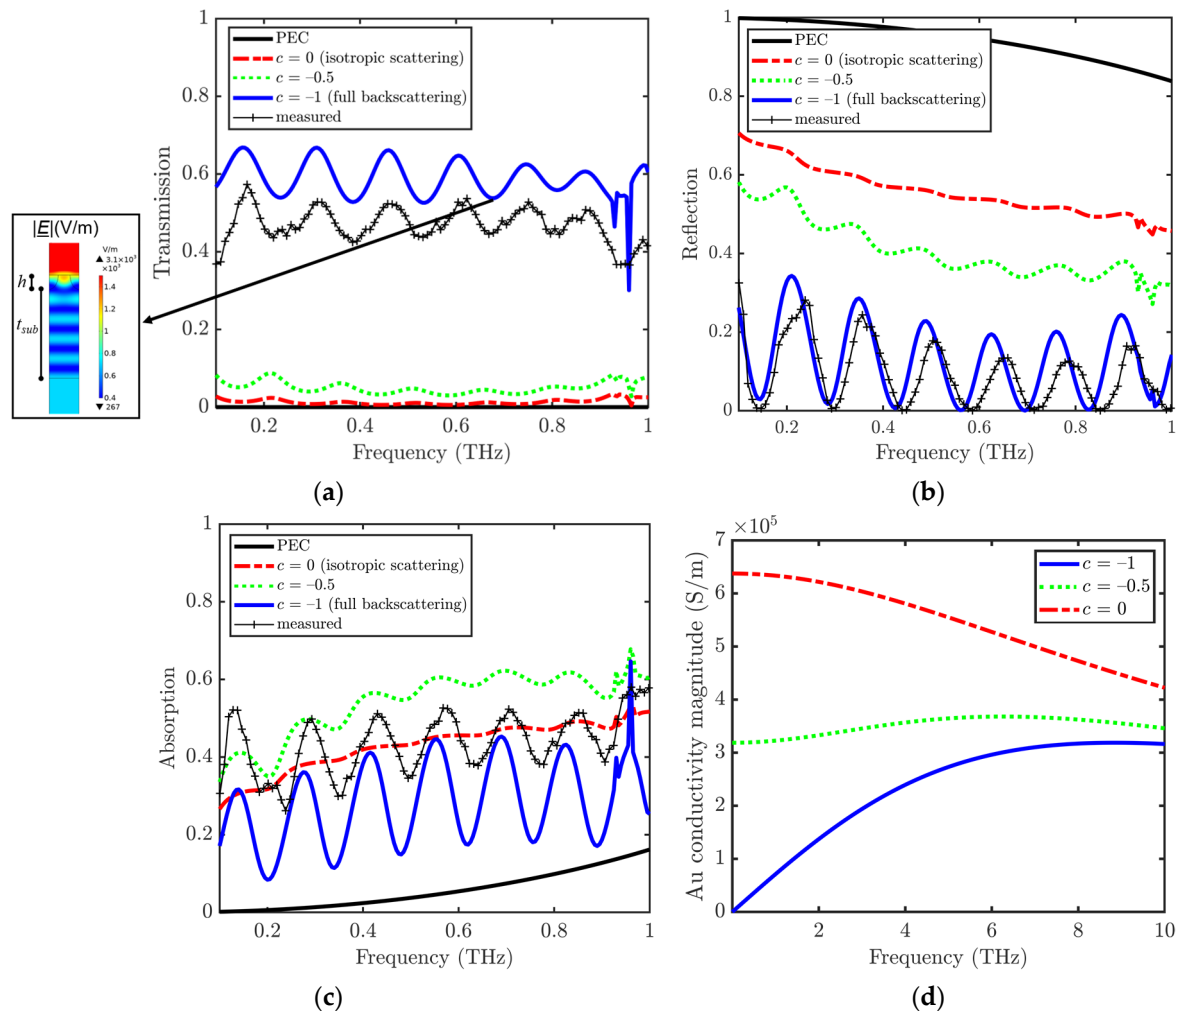 1
PEC
c = 0 (isotropic scattering)
c = –0.5
c = –1 (full backscattering)
measured
0.8
0.6
0.4
0.2
0
Transmission
0.2 0.4 0.6 0.8 1
Frequency (THz)
(a)
|E|(V/m)
V/m
▲ 3.1×10³
×10³
1.4
1.2
1
0.8
0.6
0.4
▼ 267
h
tsub
1
PEC
c = 0 (isotropic scattering)
c = –0.5
c = –1 (full backscattering)
measured
0.8
0.6
0.4
0.2
0
Reflection
0.2 0.4 0.6 0.8 1
Frequency (THz)
(b)
1
PEC
c = 0 (isotropic scattering)
c = –0.5
c = –1 (full backscattering)
measured
0.8
0.6
0.4
0.2
0
Absorption
0.2 0.4 0.6 0.8 1
Frequency (THz)
(c)
×10⁵
7
6
5
4
3
2
1
0
Au conductivity magnitude (S/m)
c = –1
c = –0.5
c = 0
2 4 6 8 10
Frequency (THz)
(d)